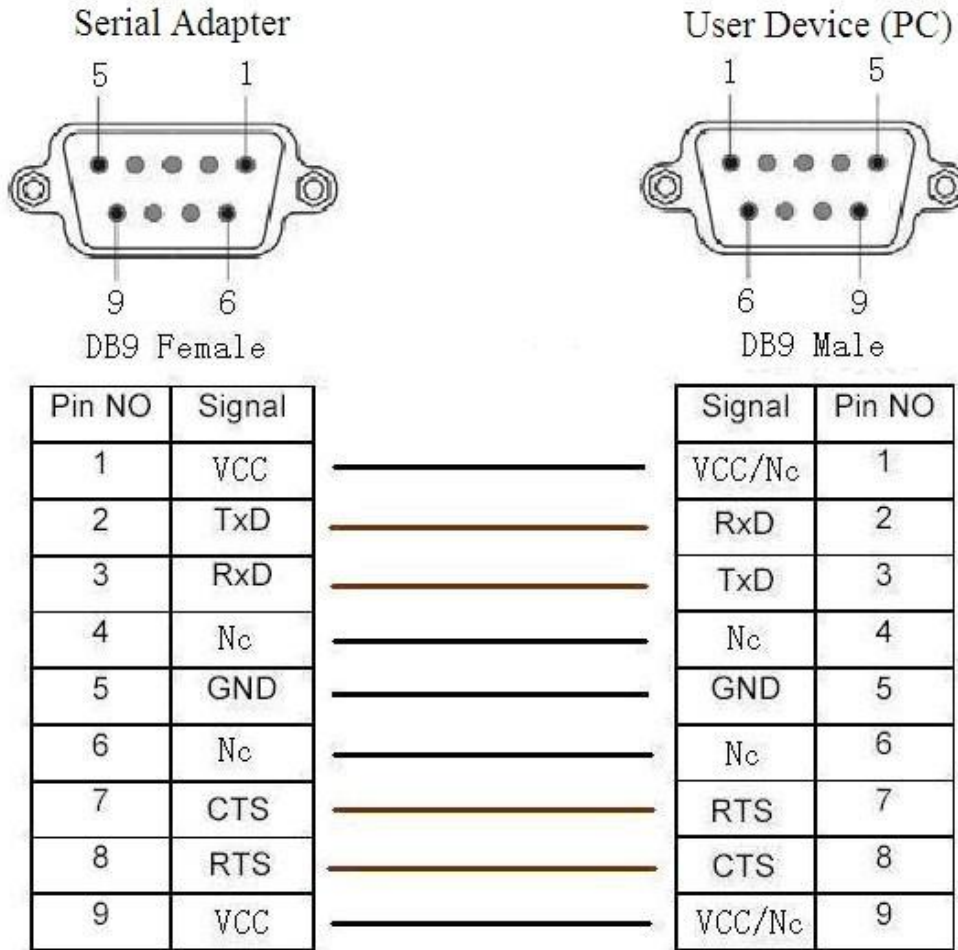 Serial Adapter
User Device (PC)
5 1
1 5
9 6
6 9
DB9 Female
DB9 Male
Pin NO Signal Signal Pin NO
1 VCC VCC/Nc 1
2 TxD RxD 2
3 RxD TxD 3
4 Nc Nc 4
5 GND GND 5
6 Nc Nc 6
7 CTS RTS 7
8 RTS CTS 8
9 VCC VCC/Nc 9